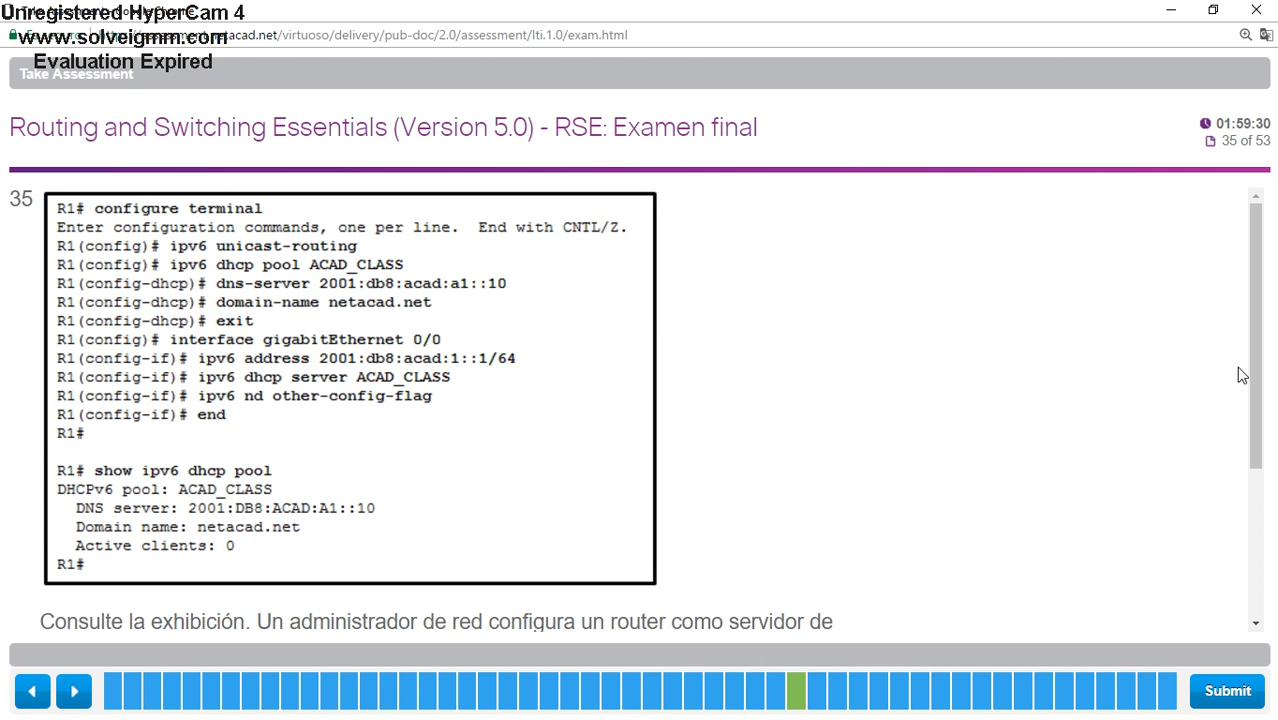 Unregistered HyperCam 4
www.solveigmm.com
netacad.net/virtuoso/delivery/pub-doc/2.0/assessment/lti.1.0/exam.html
Evaluation Expired
Take Assessment
Routing and Switching Essentials (Version 5.0) - RSE: Examen final
01:59:30
35 of 53
35
R1# configure terminal
Enter configuration commands, one per line. End with CNTL/Z.
R1(config)# ipv6 unicast-routing
R1(config)# ipv6 dhcp pool ACAD_CLASS
R1(config-dhcp)# dns-server 2001:db8:acad:a1::10
R1(config-dhcp)# domain-name netacad.net
R1(config-dhcp)# exit
R1(config)# interface gigabitEthernet 0/0
R1(config-if)# ipv6 address 2001:db8:acad:1::1/64
R1(config-if)# ipv6 dhcp server ACAD_CLASS
R1(config-if)# ipv6 nd other-config-flag
R1(config-if)# end
R1#
R1# show ipv6 dhcp pool
DHCPv6 pool: ACAD_CLASS
DNS server: 2001:DB8:ACAD:A1::10
Domain name: netacad.net
Active clients: 0
R1#
Consulte la exhibición. Un administrador de red configura un router como servidor de
Submit